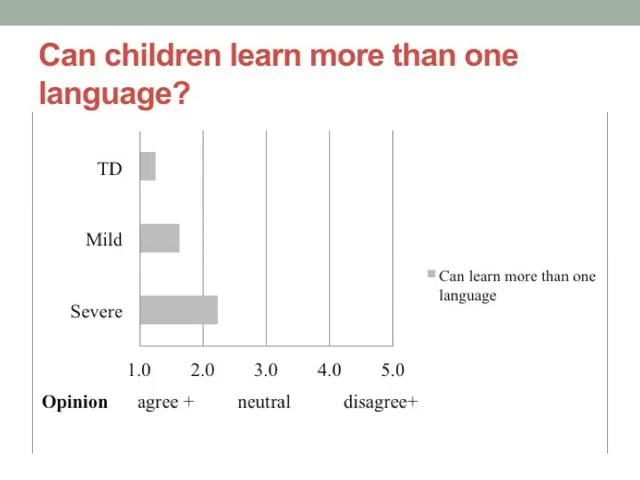 Can children learn more than one
language?
TD
Mild
Severe
Can learn more than one
language
1.0 2.0 3.0 4.0 5.0
Opinion agree + neutral disagree+